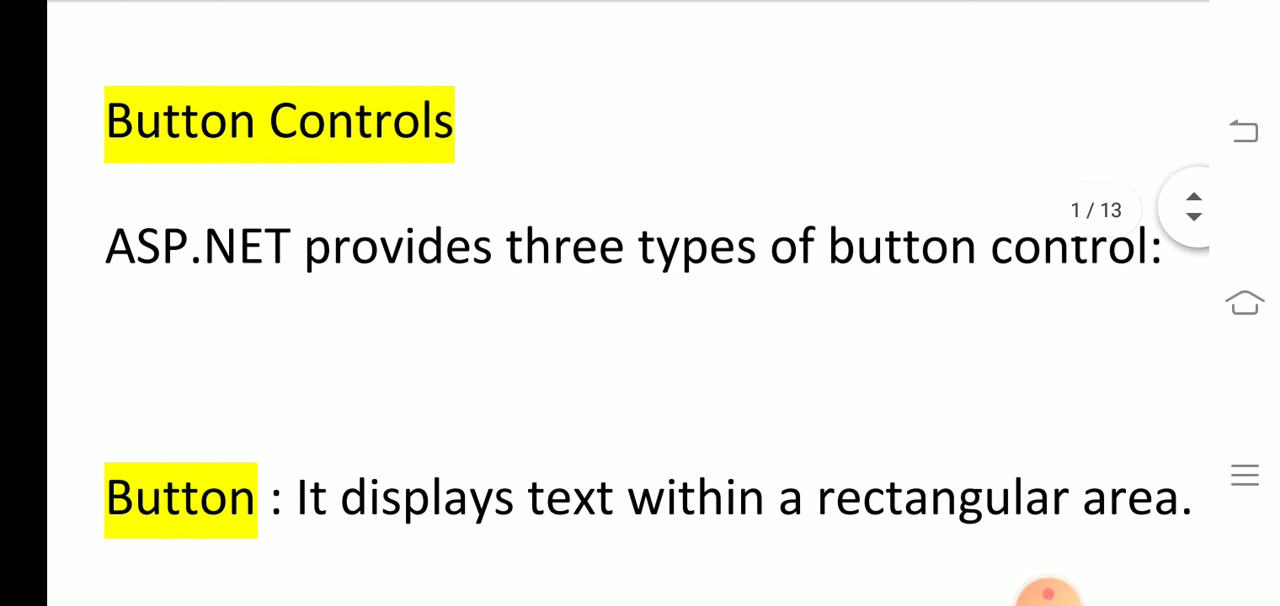 Button Controls
1 / 13
ASP.NET provides three types of button control:
Button : It displays text within a rectangular area.